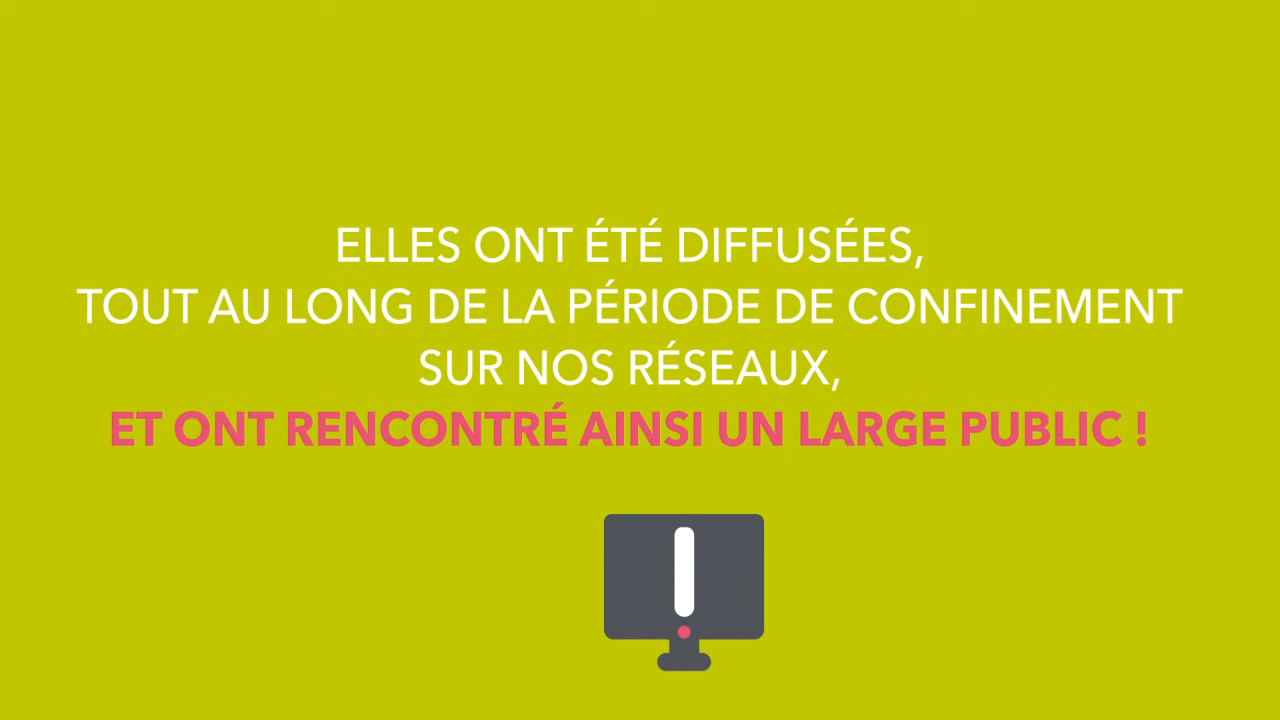 ELLES ONT ÉTÉ DIFFUSÉES,
TOUT AU LONG DE LA PÉRIODE DE CONFINEMENT
SUR NOS RÉSEAUX,
ET ONT RENCONTRÉ AINSI UN LARGE PUBLIC !